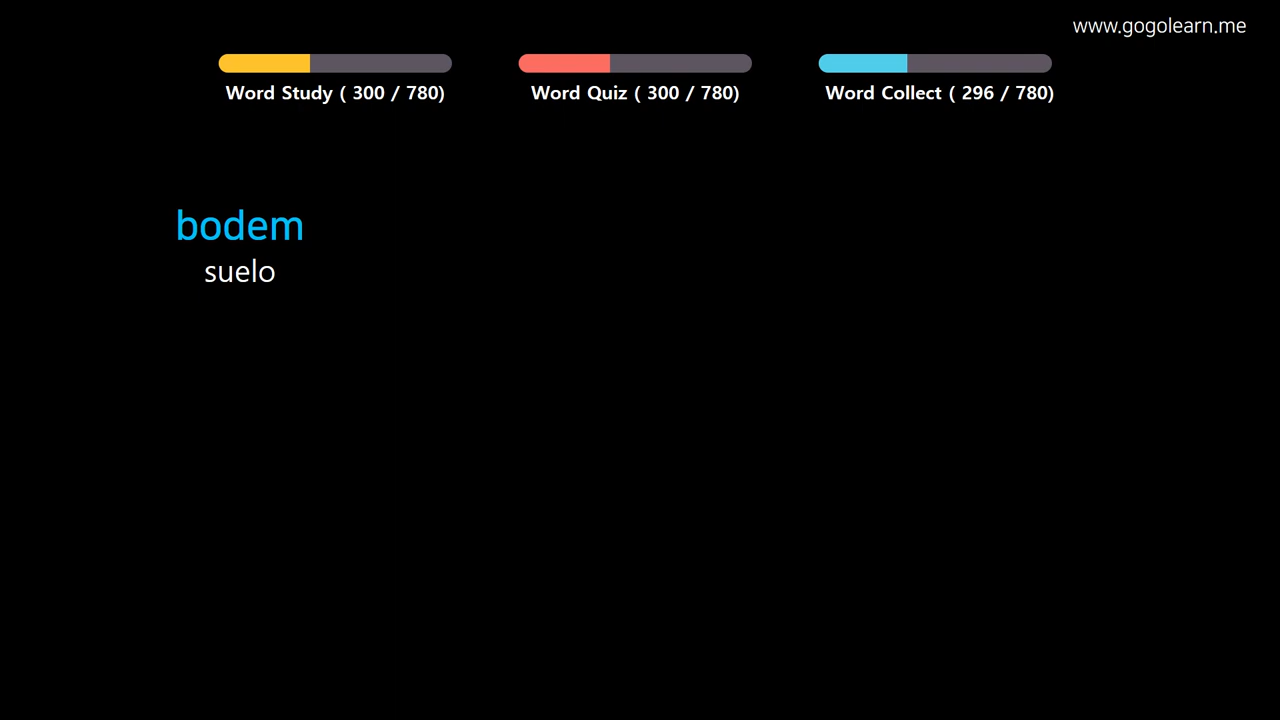 www.gogolearn.me
Word Study ( 300 / 780)
Word Quiz ( 300 / 780)
Word Collect ( 296 / 780)
bodem
suelo